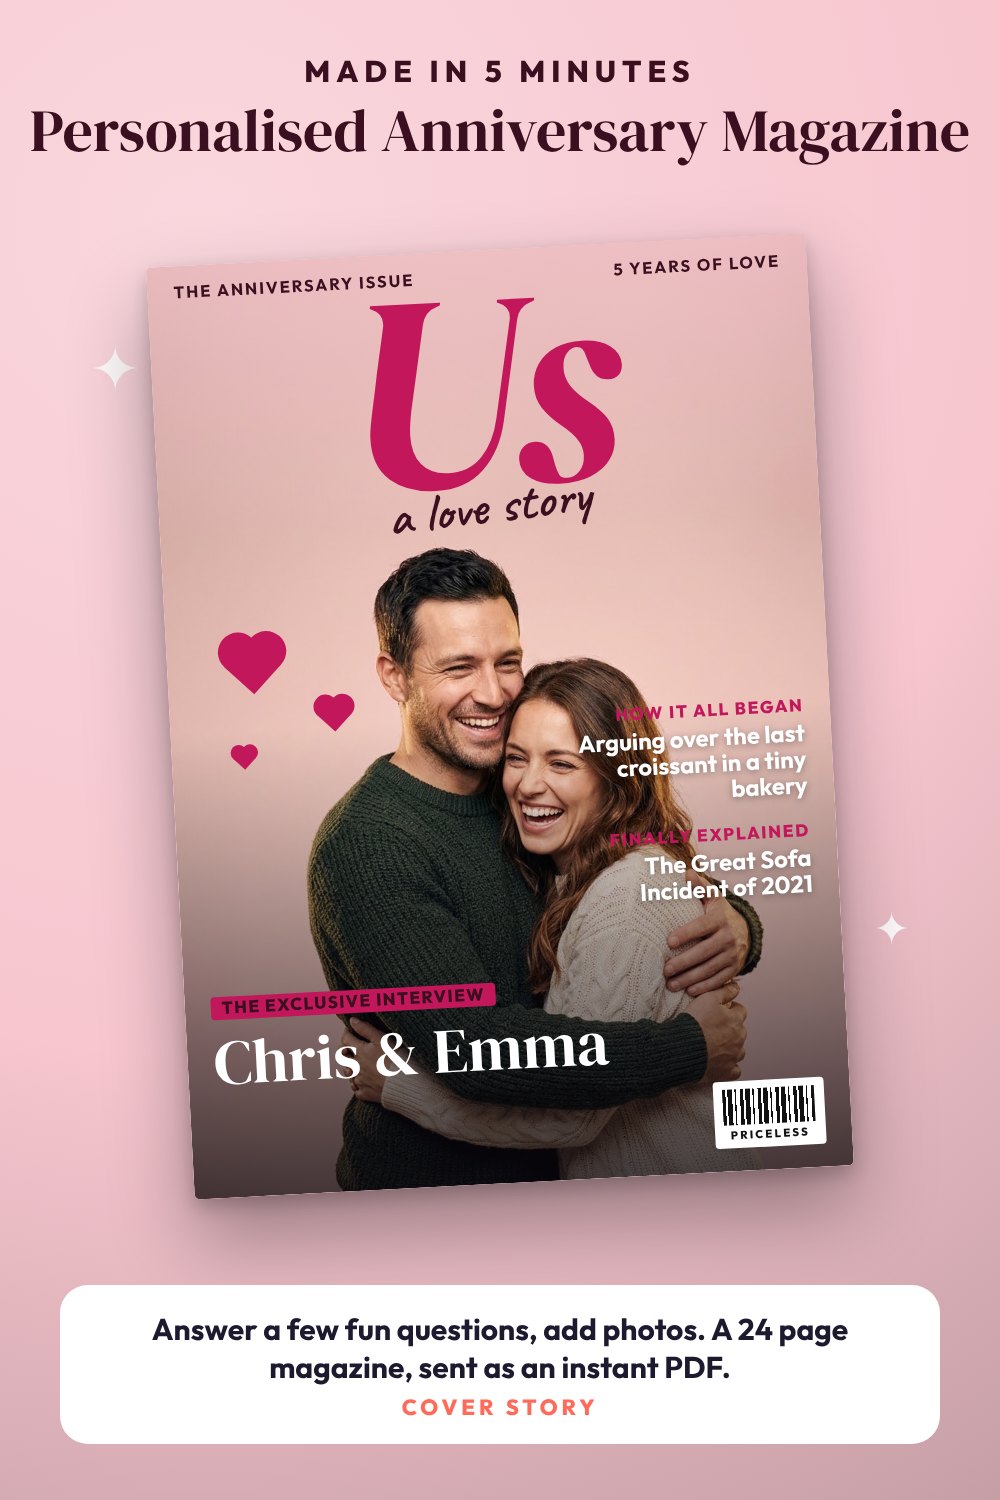 MADE IN 5 MINUTES
Personalised Anniversary Magazine
THE ANNIVERSARY ISSUE
5 YEARS OF LOVE
Us
a love story
HOW IT ALL BEGAN
Arguing over the last
croissant in a tiny
bakery
FINALLY EXPLAINED
The Great Sofa
Incident of 2021
THE EXCLUSIVE INTERVIEW
Chris & Emma
PRICELESS
Answer a few fun questions, add photos. A 24 page
magazine, sent as an instant PDF.
COVER STORY